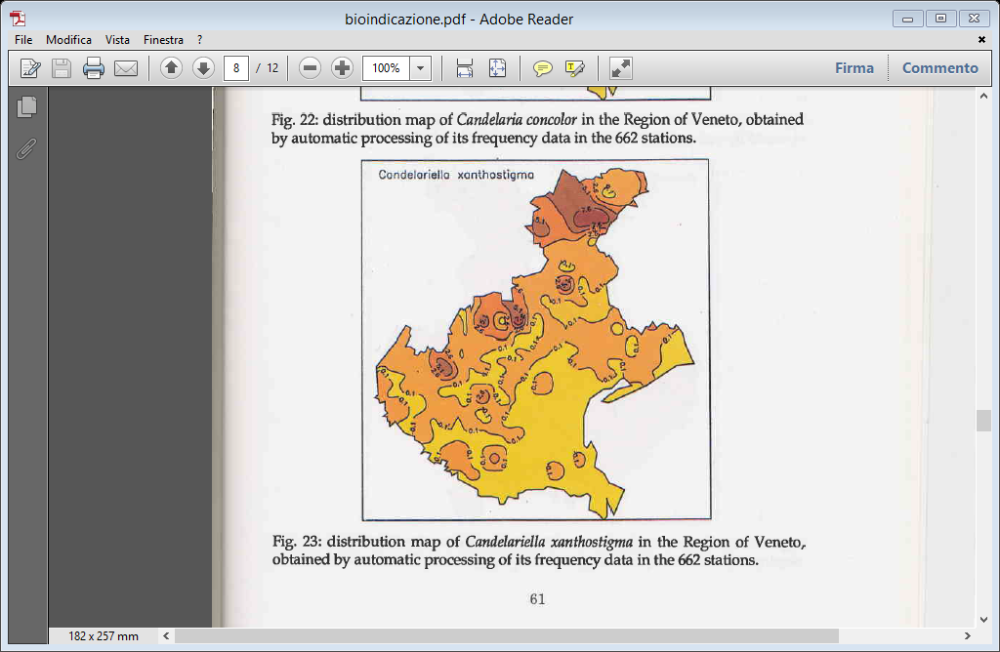 bioindicazione.pdf - Adobe Reader
File Modifica Vista Finestra ?
8 / 12 100% Firma Commento
Fig. 22: distribution map of Candelaria concolor in the Region of Veneto, obtained
by automatic processing of its frequency data in the 662 stations.
Candelariella xanthostigma
Fig. 23: distribution map of Candelariella xanthostigma in the Region of Veneto,
obtained by automatic processing of its frequency data in the 662 stations.
61
182 x 257 mm